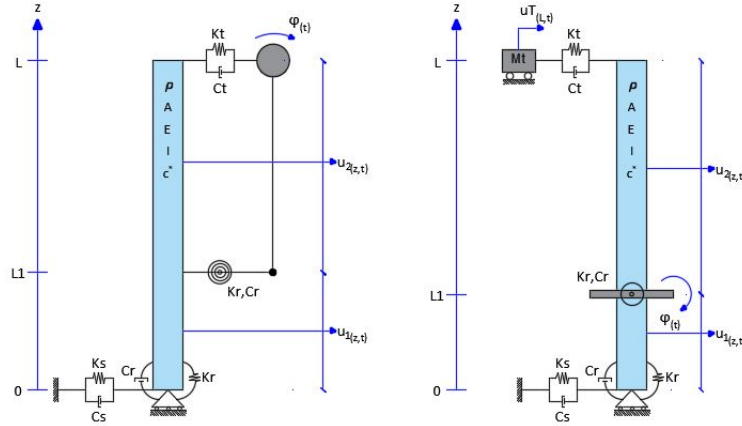 z
L
L1
0
Kt
Ct
φ(t)
p
A
E
I
c*
u2(z,t)
Kr,Cr
u1(z,t)
Ks
Cs
Cr
Kr
z
L
L1
0
uT(L,t)
Mt
Kt
Ct
p
A
E
I
c*
u2(z,t)
Kr,Cr
φ(t)
u1(z,t)
Ks
Cs
Cr
Kr